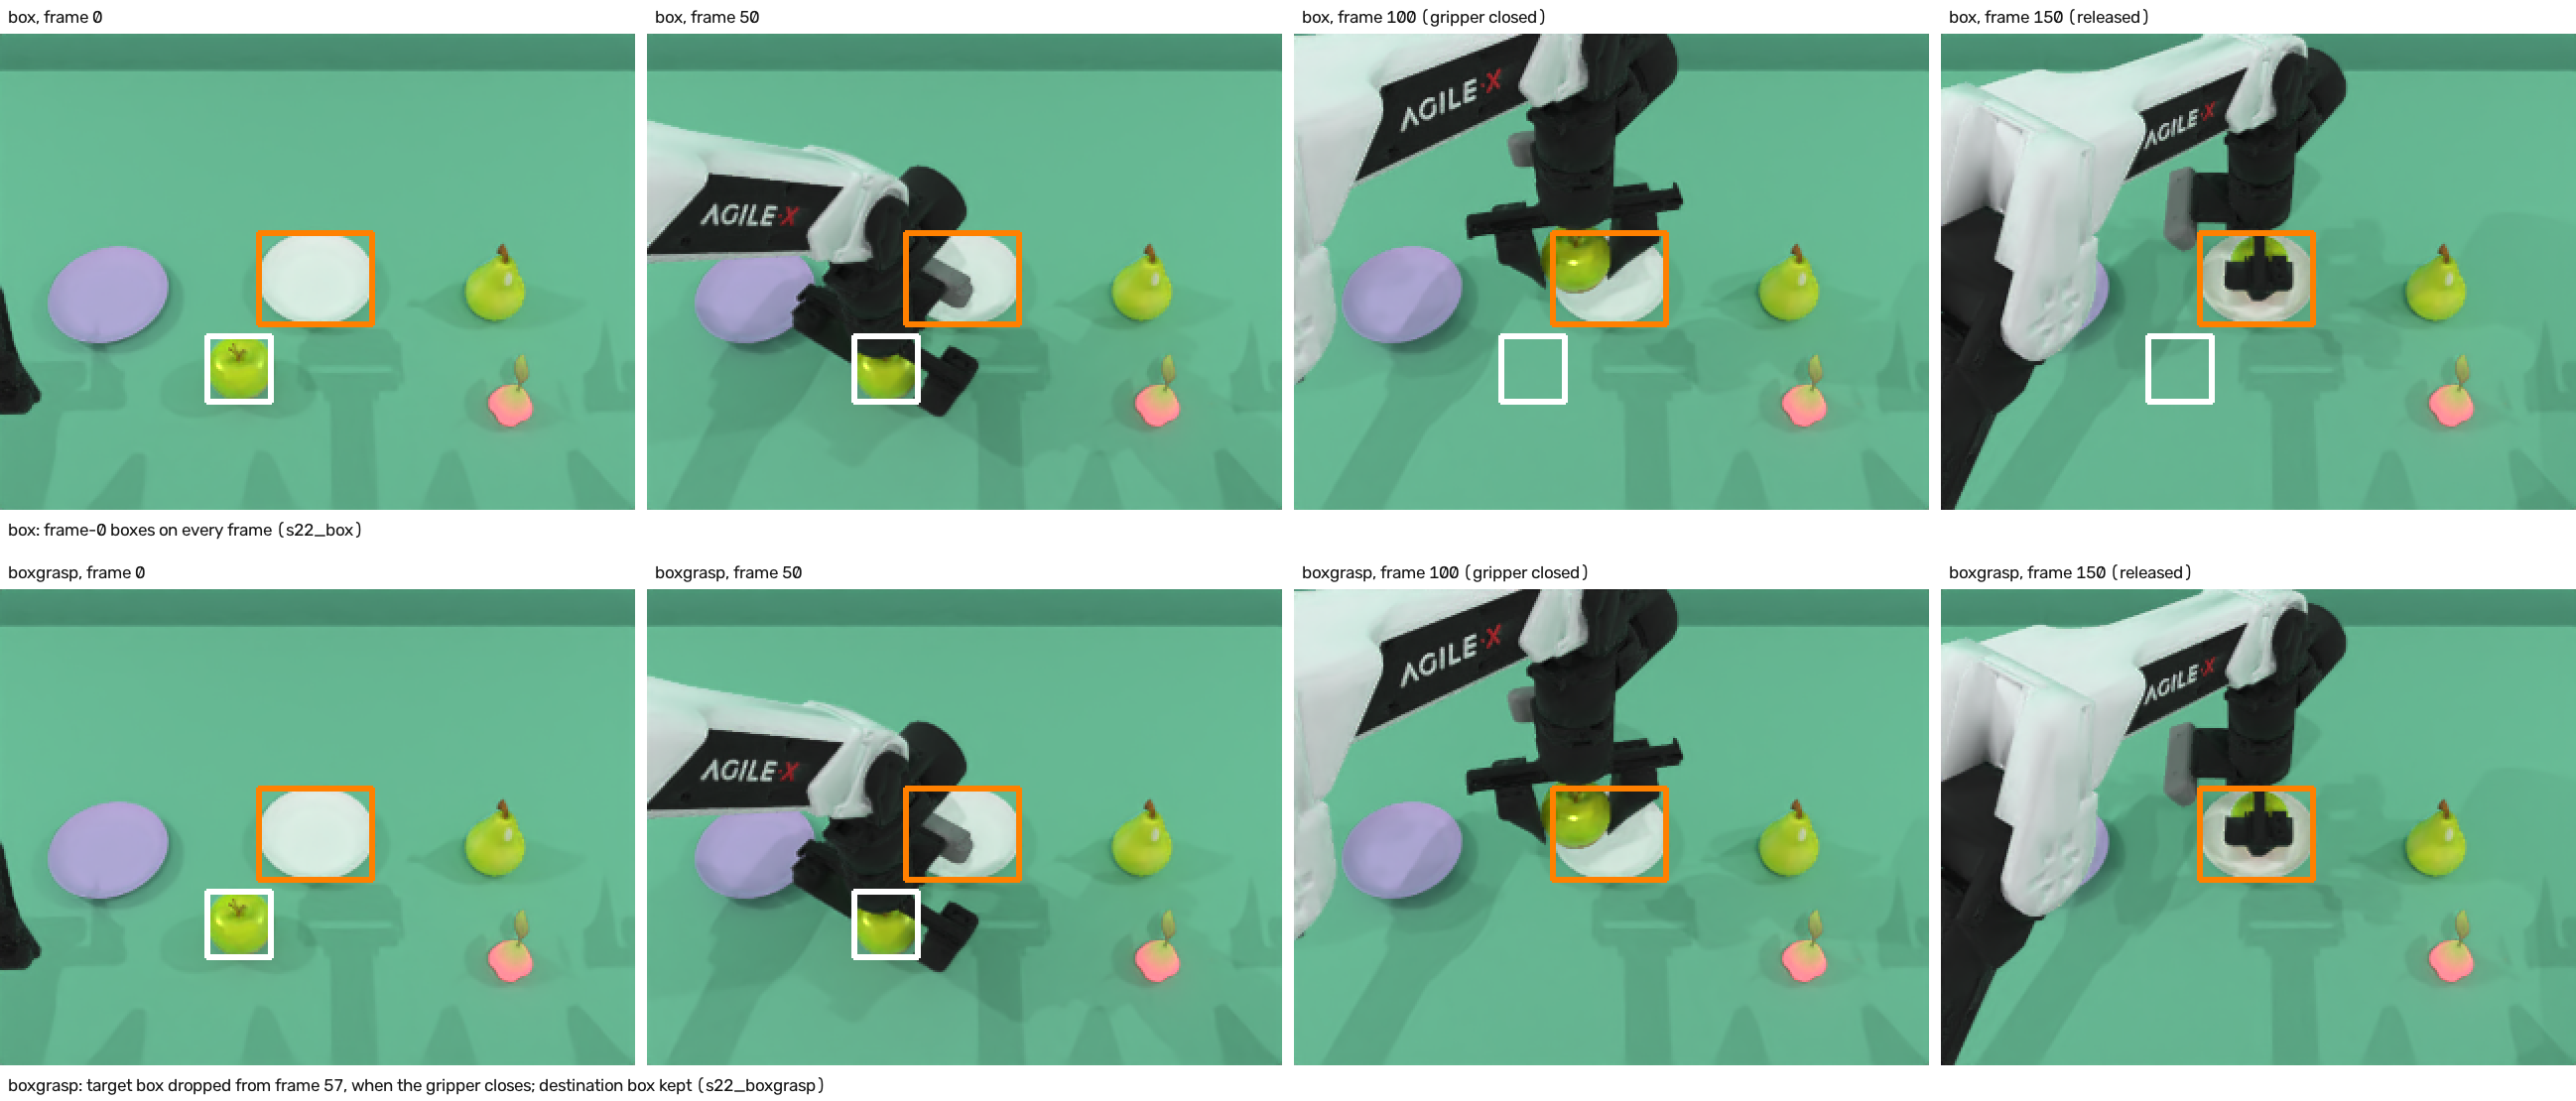 box, frame 0
box, frame 50
box, frame 100 (gripper closed)
box, frame 150 (released)
AGILE·X
AGILE·X
AGILE·X
box: frame-0 boxes on every frame (s22_box)
boxgrasp, frame 0
boxgrasp, frame 50
boxgrasp, frame 100 (gripper closed)
boxgrasp, frame 150 (released)
AGILE·X
AGILE·X
AGILE·X
boxgrasp: target box dropped from frame 57, when the gripper closes; destination box kept (s22_boxgrasp)